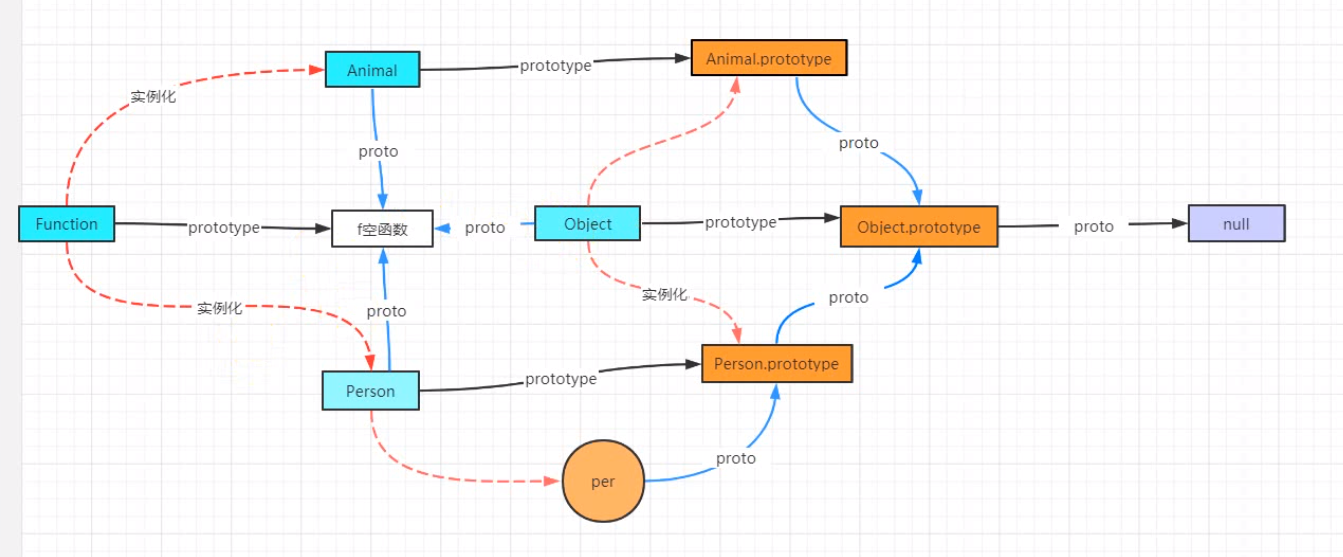 Animal
prototype
Animal.prototype
实例化
proto
proto
Function
prototype
f空函数
proto
Object
prototype
Object.prototype
proto
null
实例化
proto
实例化
proto
Person
prototype
Person.prototype
per
proto